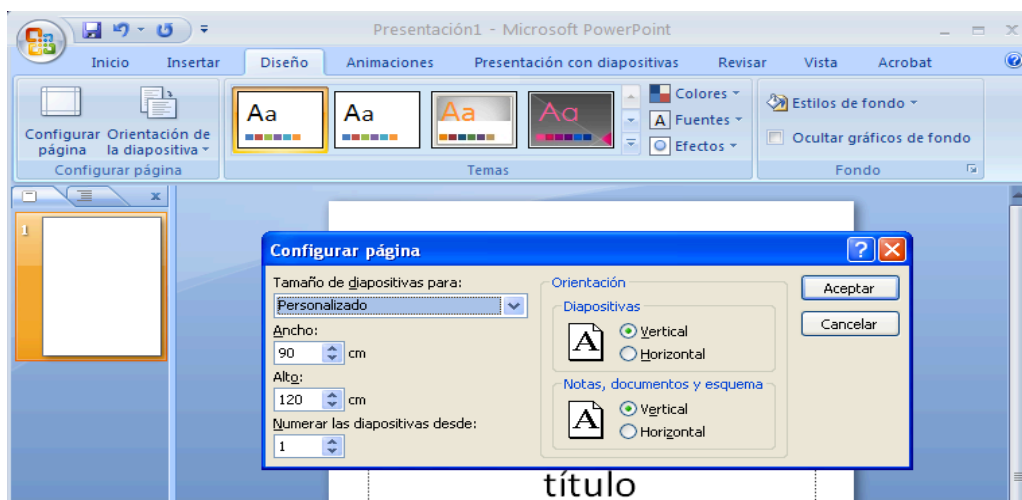 Presentación1 - Microsoft PowerPoint
Inicio Insertar Diseño Animaciones Presentación con diapositivas Revisar Vista Acrobat
Configurar página
Orientación de la diapositiva
Configurar página
Aa Aa Aa Aa
Colores
Fuentes
Efectos
Temas
Estilos de fondo
Ocultar gráficos de fondo
Fondo
1
Configurar página
Tamaño de diapositivas para:
Personalizado
Ancho:
90 cm
Alto:
120 cm
Numerar las diapositivas desde:
1
Orientación
Diapositivas
A
Vertical
Horizontal
Notas, documentos y esquema
A
Vertical
Horizontal
Aceptar
Cancelar
título